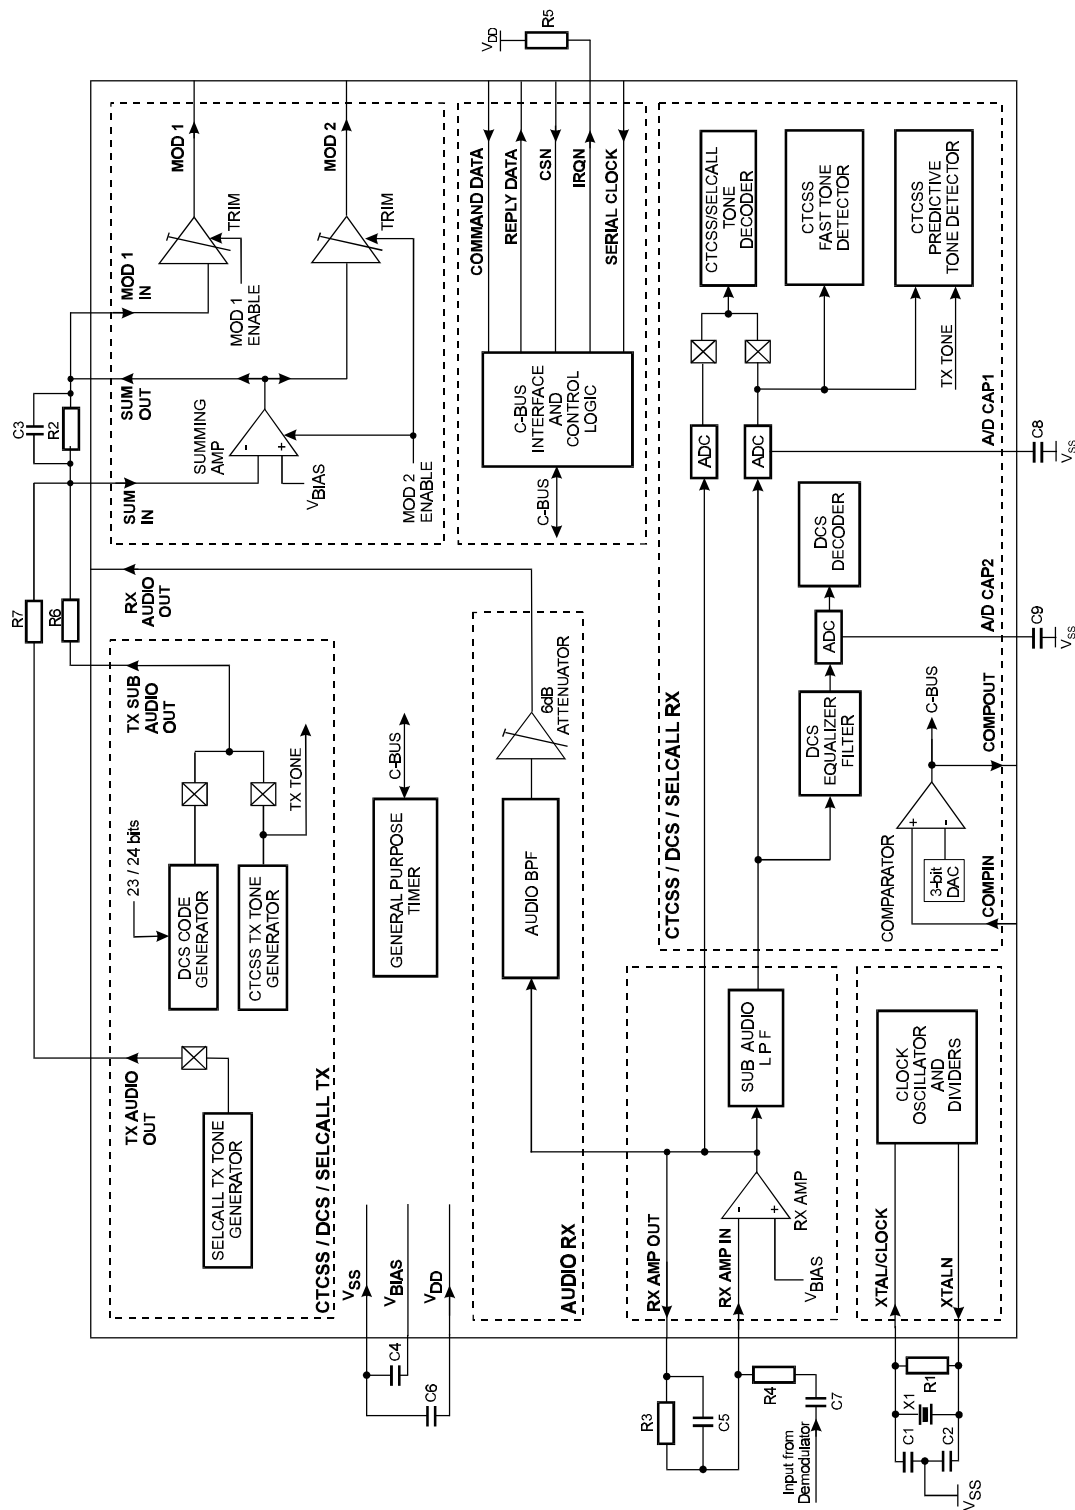 SELCALL TX TONE
GENERATOR
TX AUDIO
OUT
DCS CODE
GENERATOR
23 / 24 bits
CTCSS TX TONE
GENERATOR
TX TONE
TX SUB
AUDIO
OUT
CTCSS / DCS / SELCALL TX
R7
R6
C3
R2
SUM
IN
SUM
OUT
MOD 1
IN
SUMMING
AMP
-
+
VBIAS
MOD 1
ENABLE
MOD 2
ENABLE
TRIM
TRIM
MOD 1
MOD 2
VSS
VBIAS
VDD
C4
C6
GENERAL PURPOSE
TIMER
C-BUS
RX
AUDIO
OUT
AUDIO BPF
6dB
ATTENUATOR
AUDIO RX
C-BUS
C-BUS
INTERFACE
AND
CONTROL
LOGIC
COMMAND DATA
REPLY DATA
CSN
IRQN
SERIAL CLOCK
VDD
R5
R3
C5
R4
C7
Input from
Demodulator
RX AMP OUT
RX AMP IN
-
+
RX AMP
VBIAS
SUB AUDIO
L P F
CTCSS / DCS / SELCALL RX
ADC
ADC
CTCSS/SELCALL
TONE
DECODER
CTCSS
FAST TONE
DETECTOR
CTCSS
PREDICTIVE
TONE DETECTOR
TX TONE
DCS
EQUALIZER
FILTER
ADC
DCS
DECODER
A/D CAP2
A/D CAP1
C9
VSS
C8
VSS
COMPARATOR
+
-
3-bit
DAC
C-BUS
COMPIN
COMPOUT
XTAL/CLOCK
XTALN
CLOCK
OSCILLATOR
AND
DIVIDERS
C1
X1
R1
C2
VSS